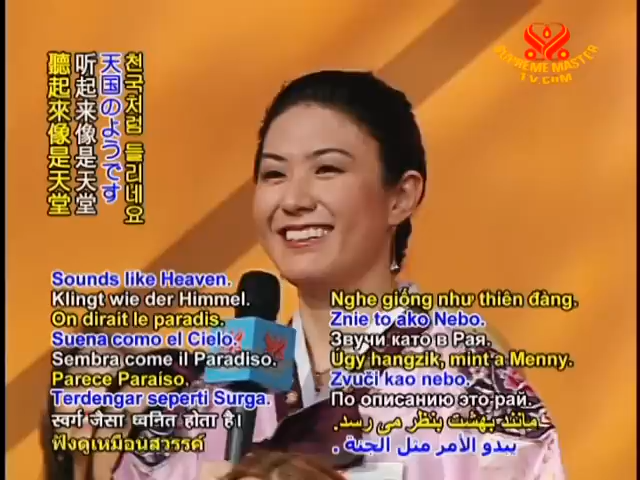 SUPREME MASTER
TV.COM
천국처럼 들리네요
天国のようです
听起来像是天堂
聽起來像是天堂
Sounds like Heaven.
Klingt wie der Himmel.
On dirait le paradis.
Suena como el Cielo.
Sembra come il Paradiso.
Parece Paraíso.
Terdengar seperti Surga.
स्वर्ग जैसा ध्वनित होता है।
ฟังดูเหมือนสวรรค์
Nghe giống như thiên đàng.
Znie to ako Nebo.
Звучи като в Рая.
Úgy hangzik, mint a Menny.
Zvuči kao nebo.
По описанию это рай.
مانند بهشت بنظر می رسد.
يبدو الأمر مثل الجنة .